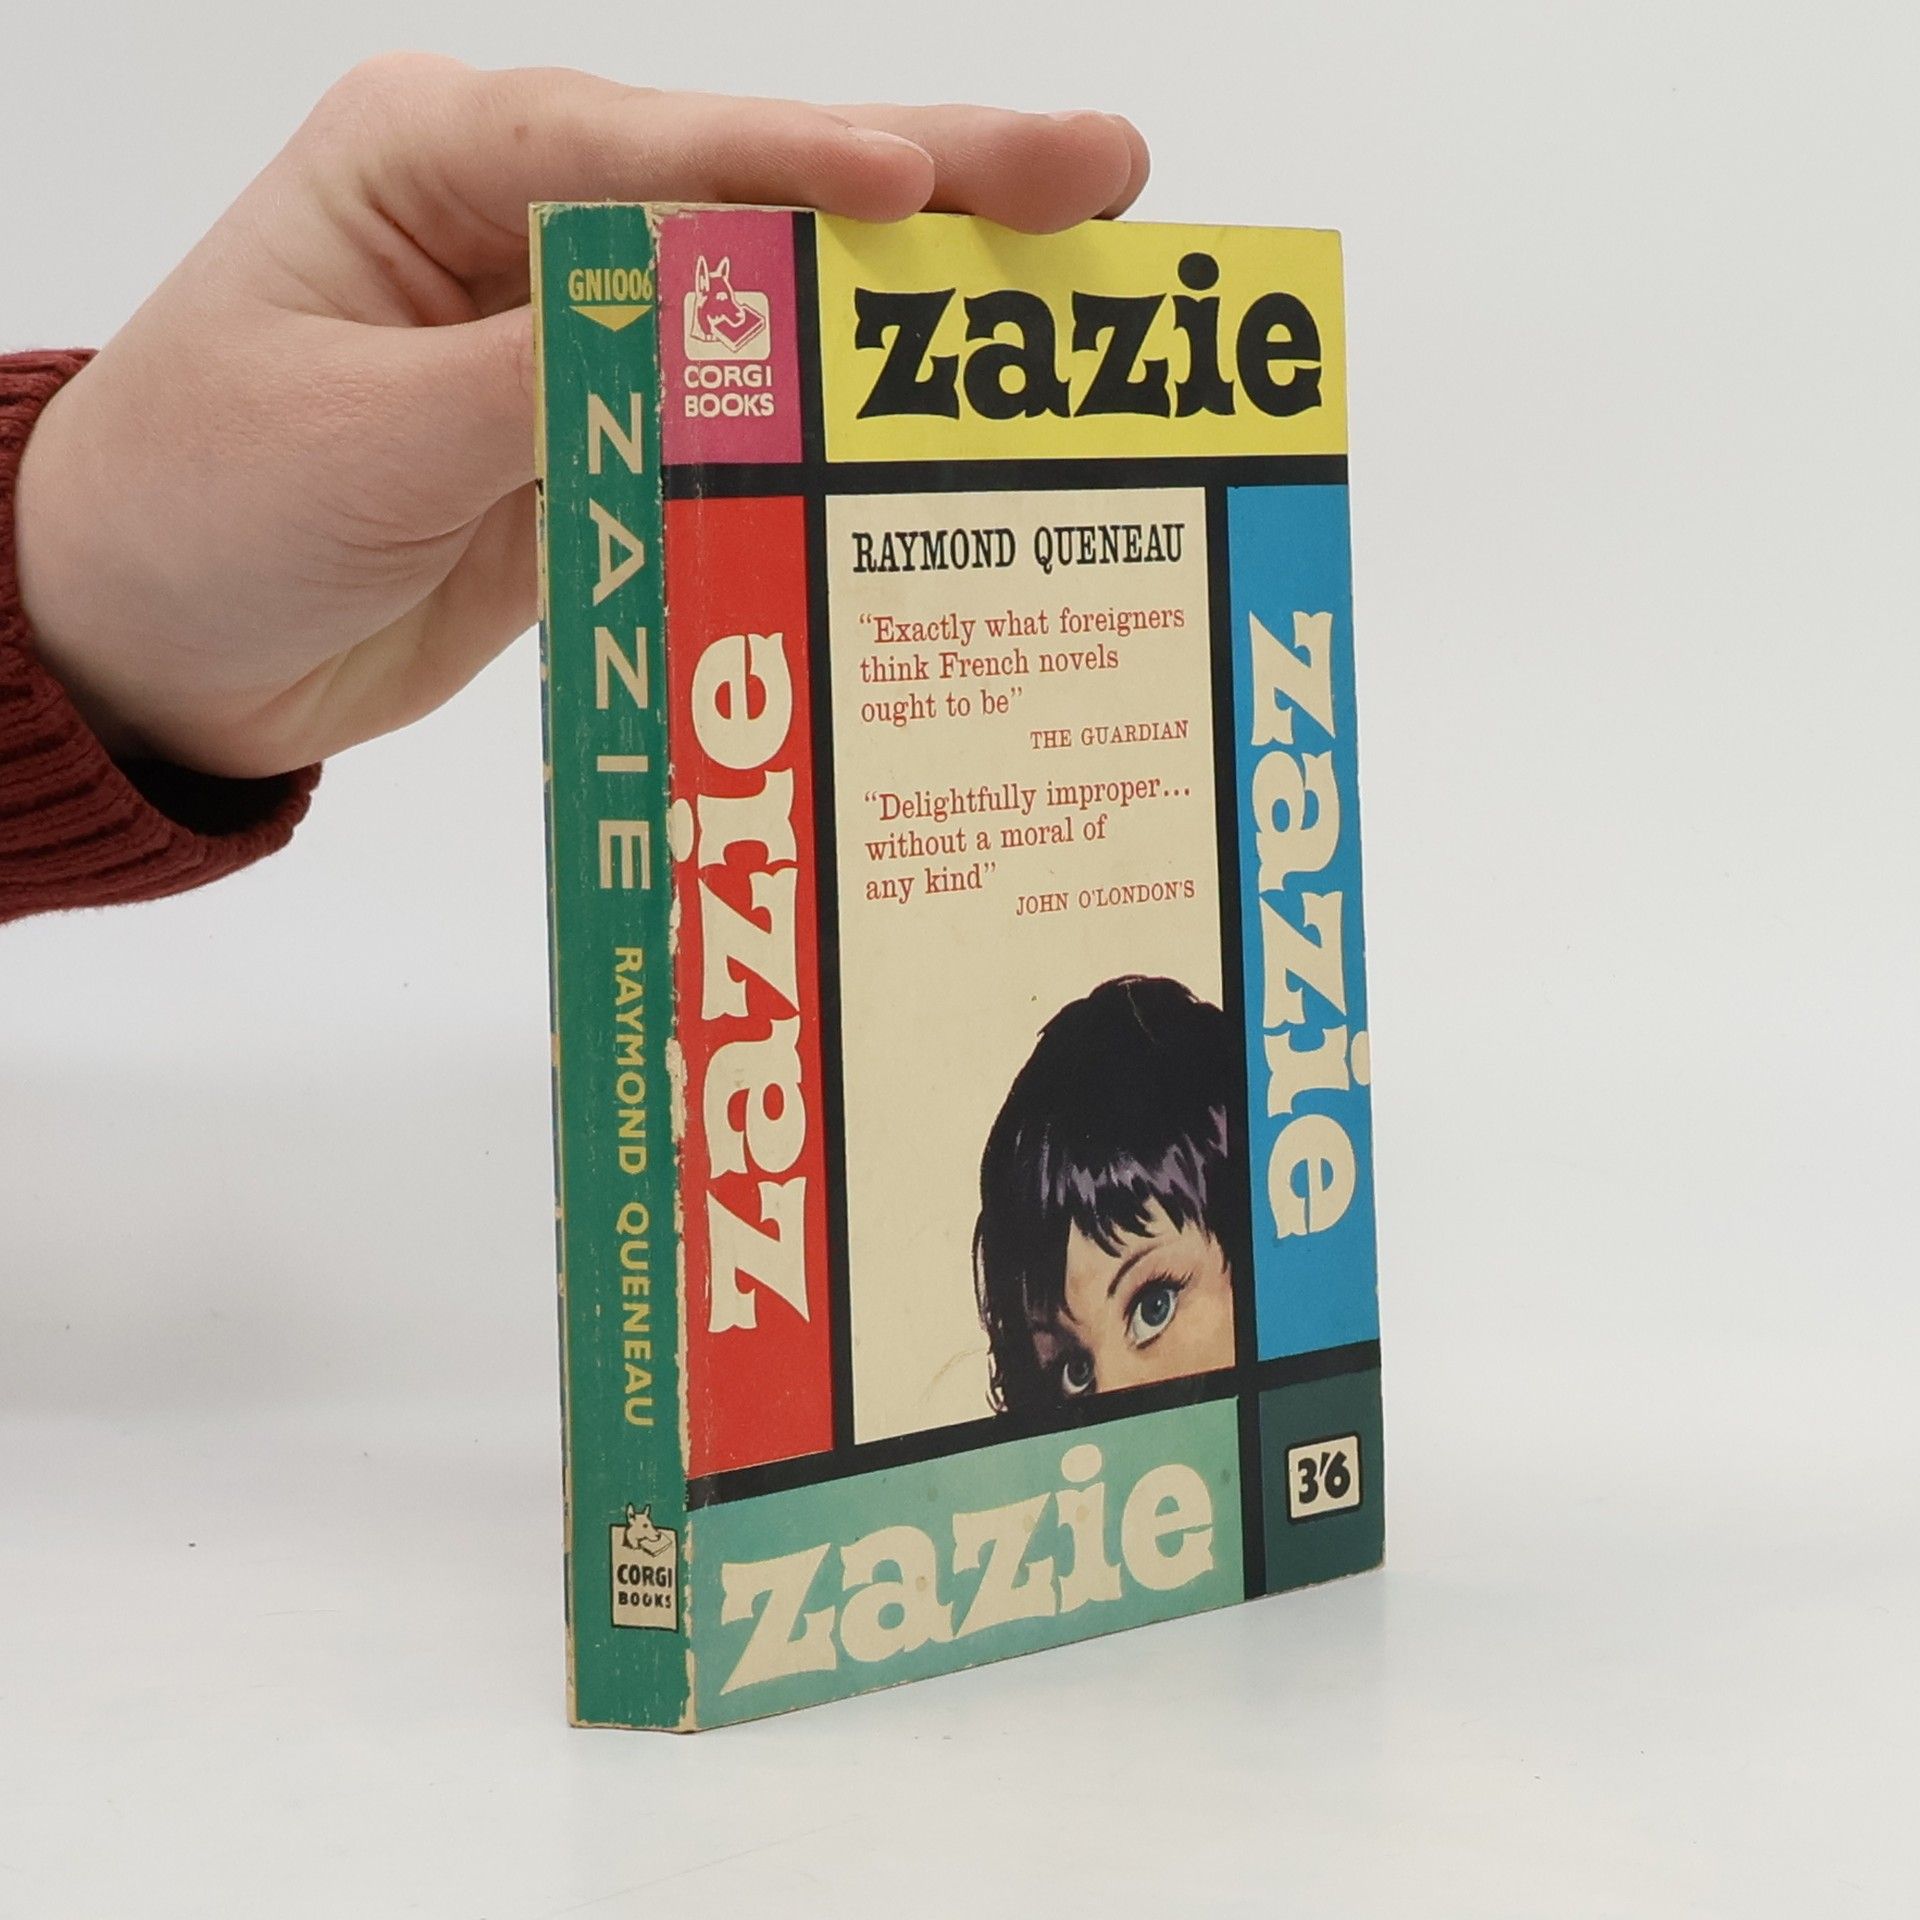 GN1006
ZAZIE
RAYMOND QUENEAU
CORGI
BOOKS
CORGI
BOOKS
zazie
zazie
RAYMOND QUENEAU
“Exactly what foreigners
think French novels
ought to be”
THE GUARDIAN
“Delightfully improper...
without a moral of
any kind”
JOHN O'LONDON'S
zazie
zazie
3'6